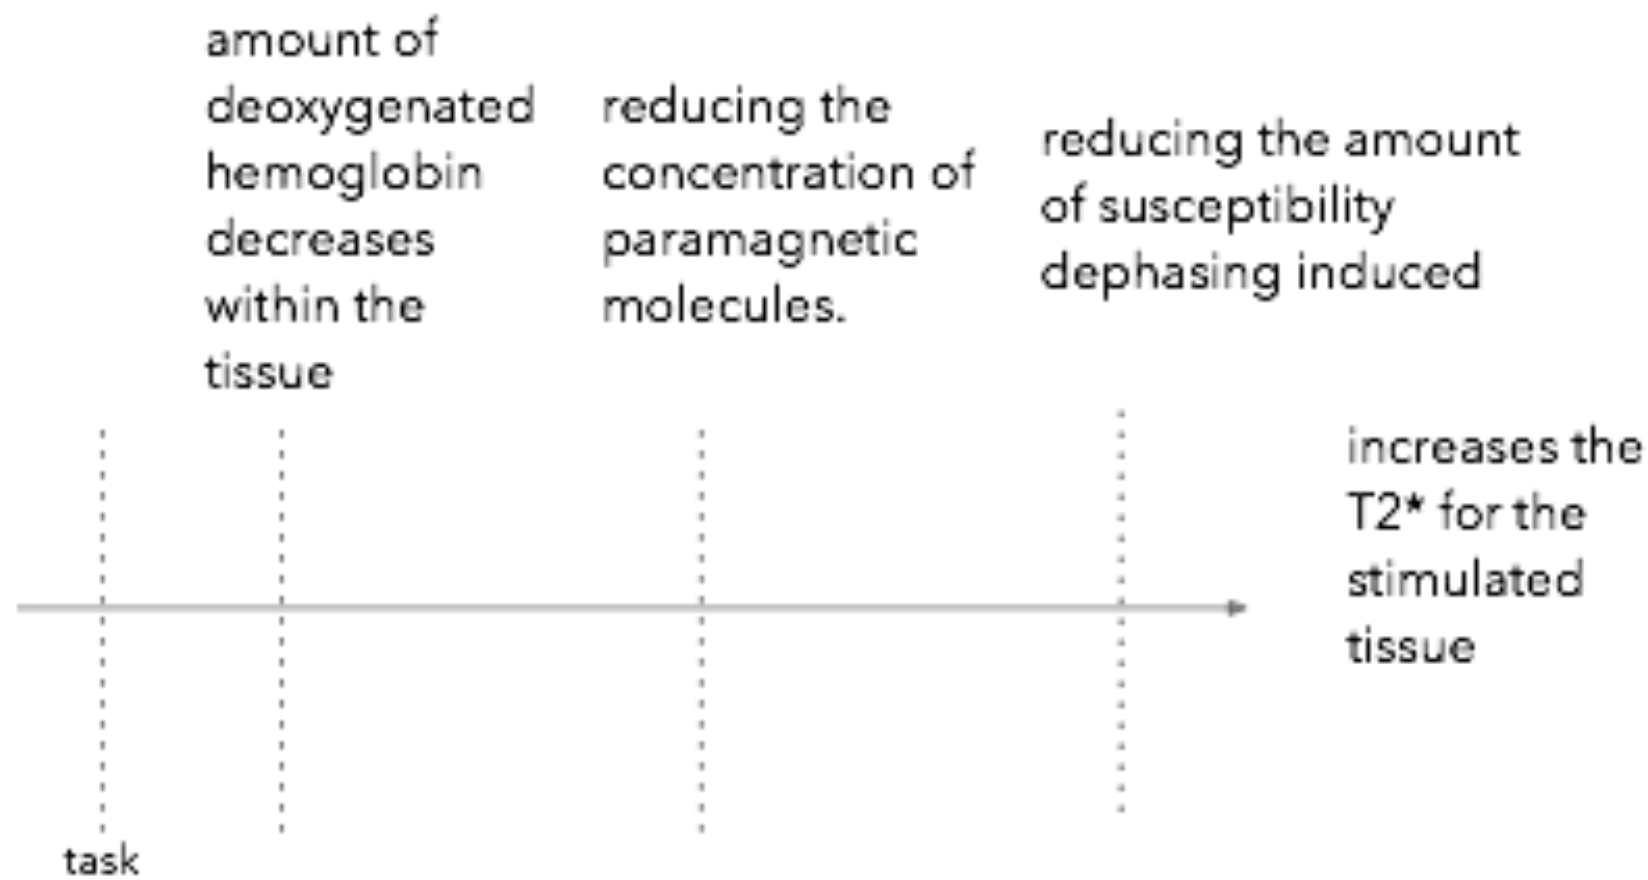 amount of
deoxygenated
hemoglobin
decreases
within the
tissue
reducing the
concentration of
paramagnetic
molecules.
reducing the amount
of susceptibility
dephasing induced
increases the
T2* for the
stimulated
tissue
task